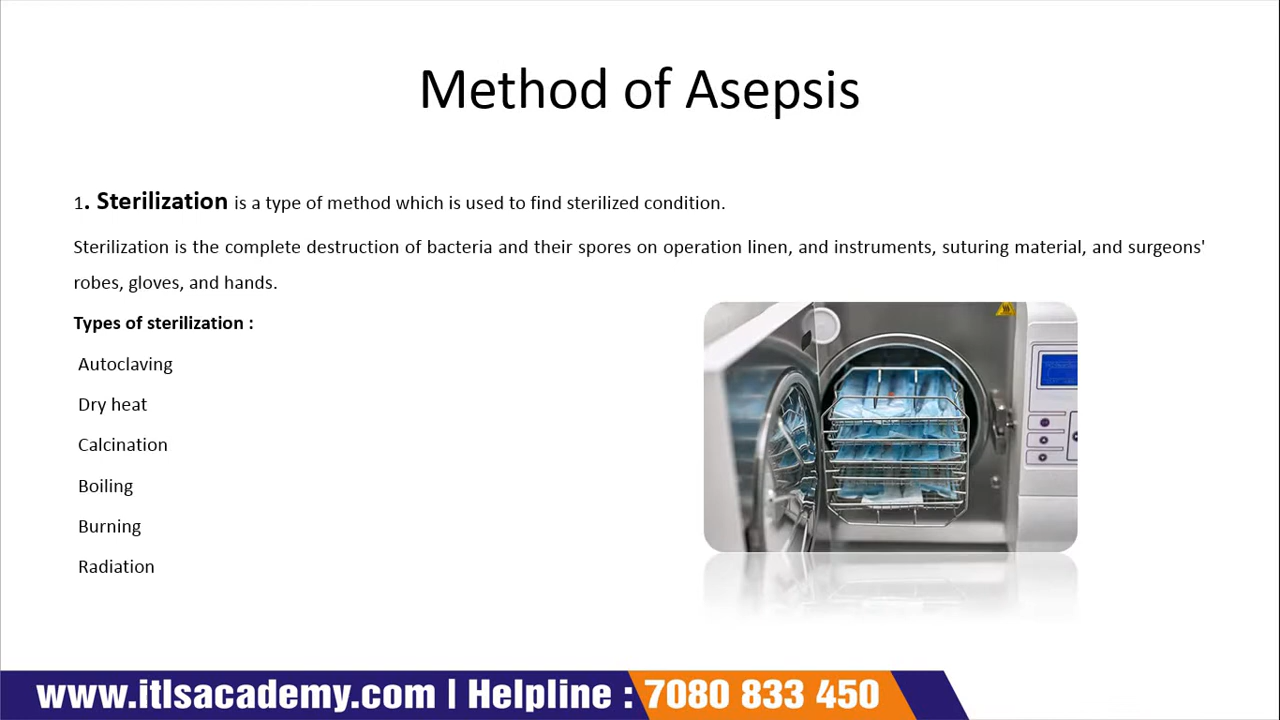 Method of Asepsis
1. Sterilization is a type of method which is used to find sterilized condition.
Sterilization is the complete destruction of bacteria and their spores on operation linen, and instruments, suturing material, and surgeons'
robes, gloves, and hands.
Types of sterilization :
Autoclaving
Dry heat
Calcination
Boiling
Burning
Radiation
www.itlsacademy.com | Helpline : 7080 833 450